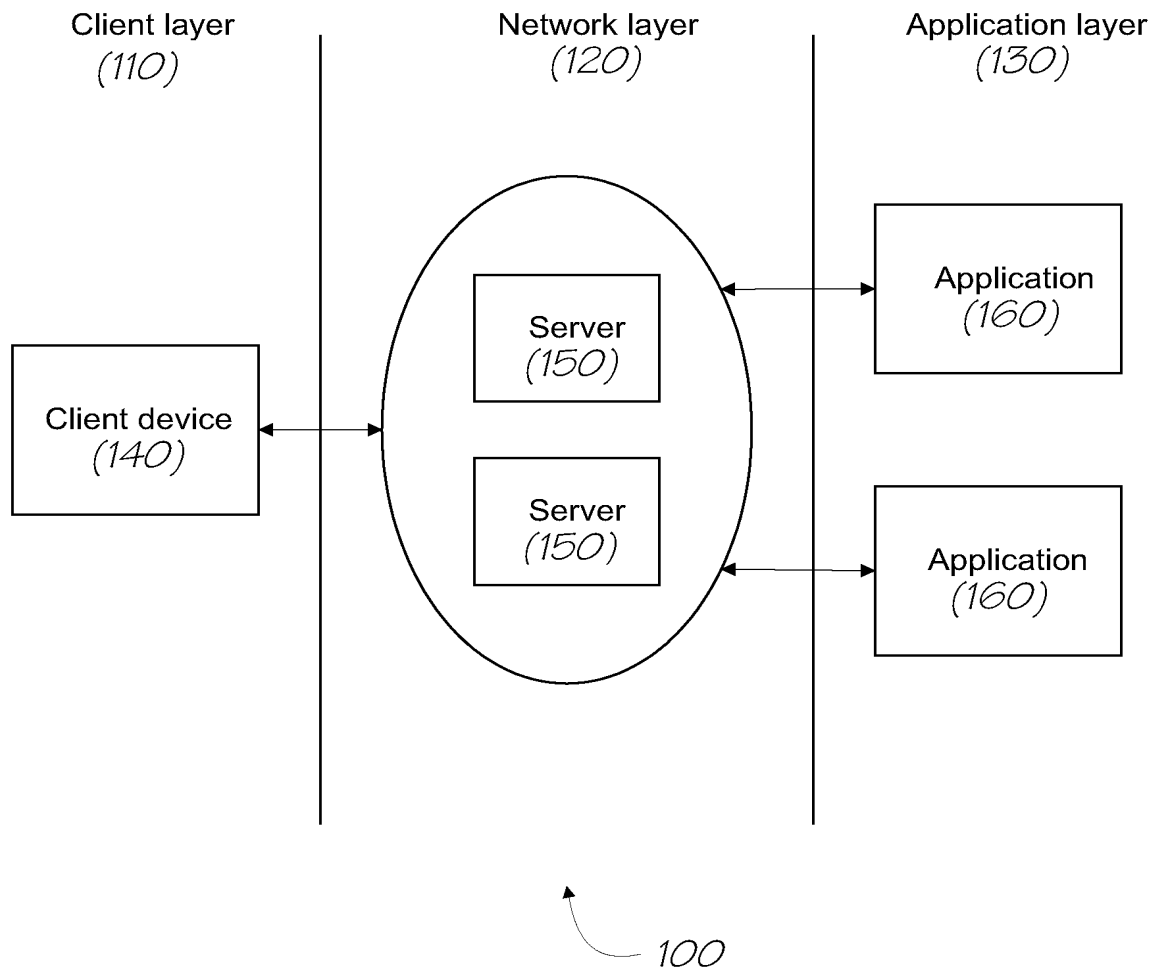 Client layer
(110)
Network layer
(120)
Application layer
(130)
Client device
(140)
Server
(150)
Server
(150)
Application
(160)
Application
(160)
100